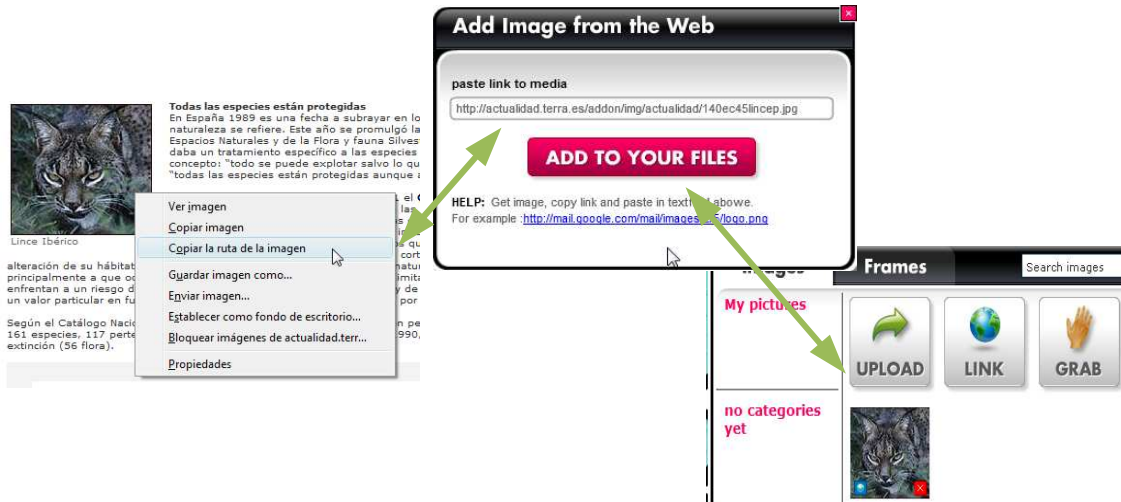 Add Image from the Web
paste link to media
http://actualidad.terra.es/addon/img/actualidad/140ec45lincep.jpg
ADD TO YOUR FILES
HELP: Get image, copy link and paste in textfield abowe.
For example :http://mail.google.com/mail/images/ /logo.png
Todas las especies están protegidas
En España 1989 es una fecha a subrayar en lo
naturaleza se refiere. Este año se promulgó la
Espacios Naturales y de la Flora y fauna Silves
daba un tratamiento específico a las especies
concepto: "todo se puede explotar salvo lo qu
"todas las especies están protegidas aunque a
Lince Ibérico
alteración de su hábitat
principalmente a que oc
enfrentan a un riesgo d
un valor particular en fu
Según el Catálogo Nacio
161 especies, 117 perte
extinción (56 flora).
Ver imagen
Copiar imagen
Copiar la ruta de la imagen
Guardar imagen como...
Enviar imagen...
Establecer como fondo de escritorio...
Bloquear imágenes de actualidad.terr...
Propiedades
Images
Frames
Search images
My pictures
UPLOAD
LINK
GRAB
no categories
yet